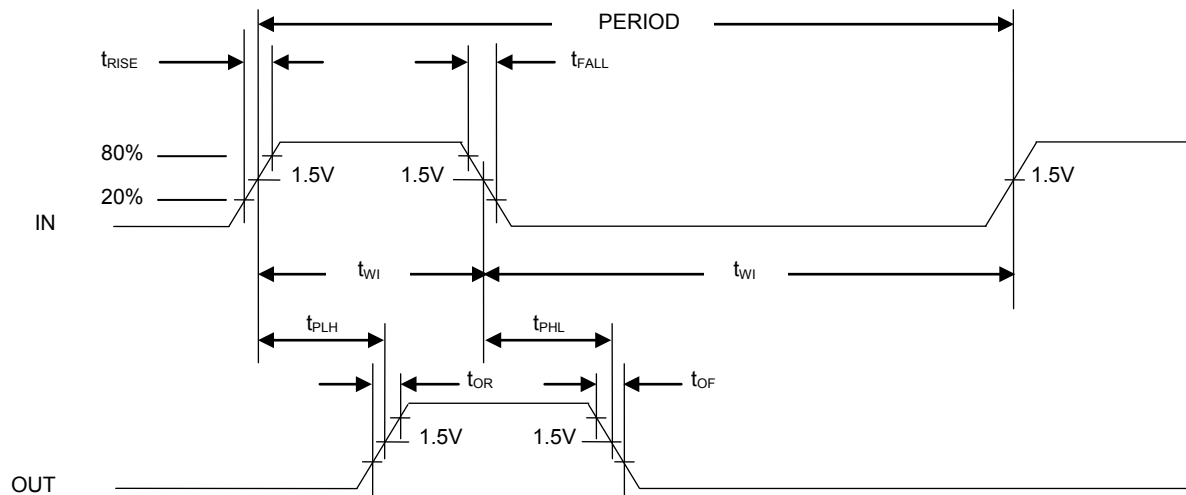 PERIOD
tRISE
tFALL
80%
1.5V
1.5V
1.5V
20%
IN
tWI
tWI
tPLH
tPHL
tOR
tOF
1.5V
1.5V
OUT